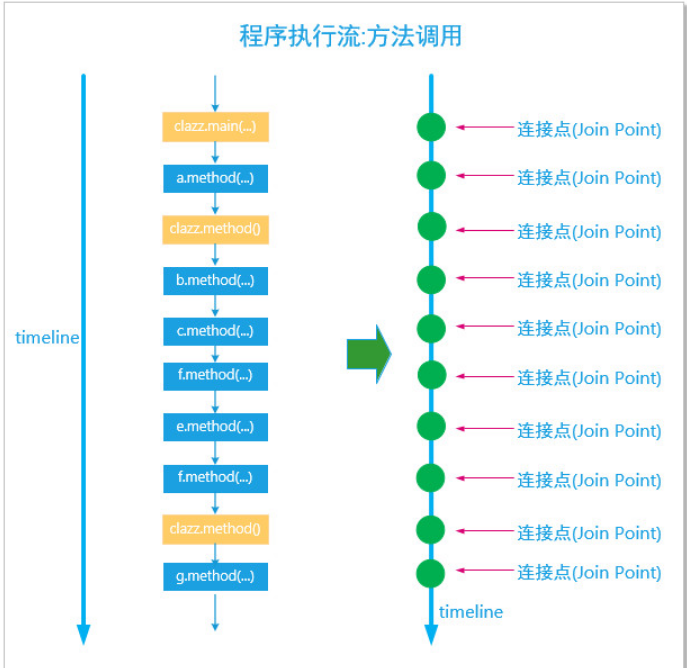 程序执行流:方法调用
clazz.main(...)
a.method(...)
clazz.method()
b.method(...)
c.method(...)
f.method(...)
e.method(...)
f.method(...)
clazz.method()
g.method(...)
timeline
连接点(Join Point)
连接点(Join Point)
连接点(Join Point)
连接点(Join Point)
连接点(Join Point)
连接点(Join Point)
连接点(Join Point)
连接点(Join Point)
连接点(Join Point)
连接点(Join Point)
timeline